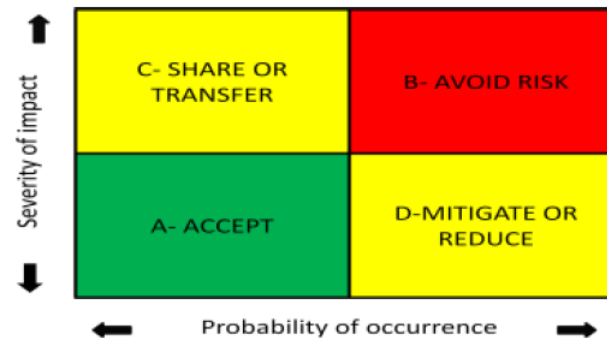 Severity of impact
C- SHARE OR
TRANSFER
B- AVOID RISK
A- ACCEPT
D-MITIGATE OR
REDUCE
Probability of occurrence